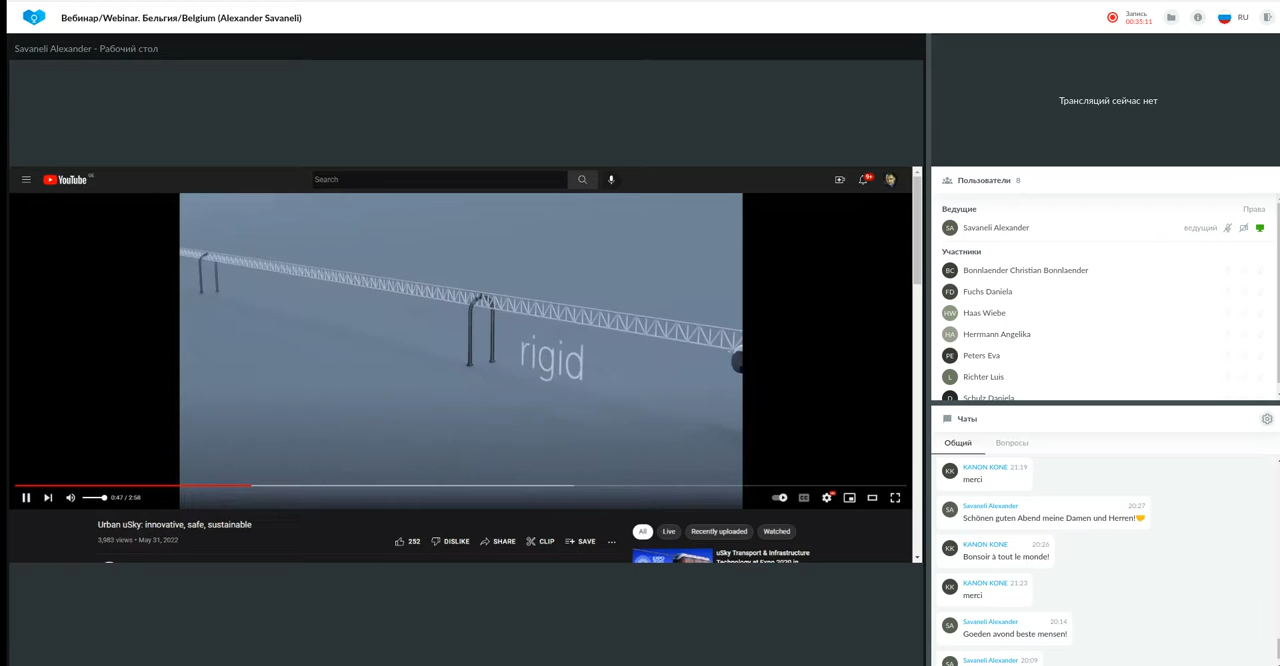 Вебинар/Webinar. Бельгия/Belgium (Alexander Savaneli)
Запись
00:35:11
RU
Savaneli Alexander - Рабочий стол
Трансляций сейчас нет
YouTube GE
Search
9+
rigid
0:47 / 2:58
Urban uSky: innovative, safe, sustainable
3,983 views • May 31, 2022
252
DISLIKE
SHARE
CLIP
SAVE
...
All
Live
Recently uploaded
Watched
uSky Transport & Infrastructure
Technology at Expo 2020 in
Пользователи 8
Ведущие
Права
SA
Savaneli Alexander
ведущий
Участники
BC
Bonnlaender Christian Bonnlaender
FD
Fuchs Daniela
HW
Haas Wiebe
HA
Herrmann Angelika
PE
Peters Eva
L
Richter Luis
D
Schulz Daniela
Чаты
Общий
Вопросы
KK
KANON KONE 21:19
merci
SA
Savaneli Alexander 20:27
Schönen guten Abend meine Damen und Herren!🧡
KK
KANON KONE 20:26
Bonsoir à tout le monde!
KK
KANON KONE 21:23
merci
SA
Savaneli Alexander 20:14
Goeden avond beste mensen!
SA
Savaneli Alexander 20:09